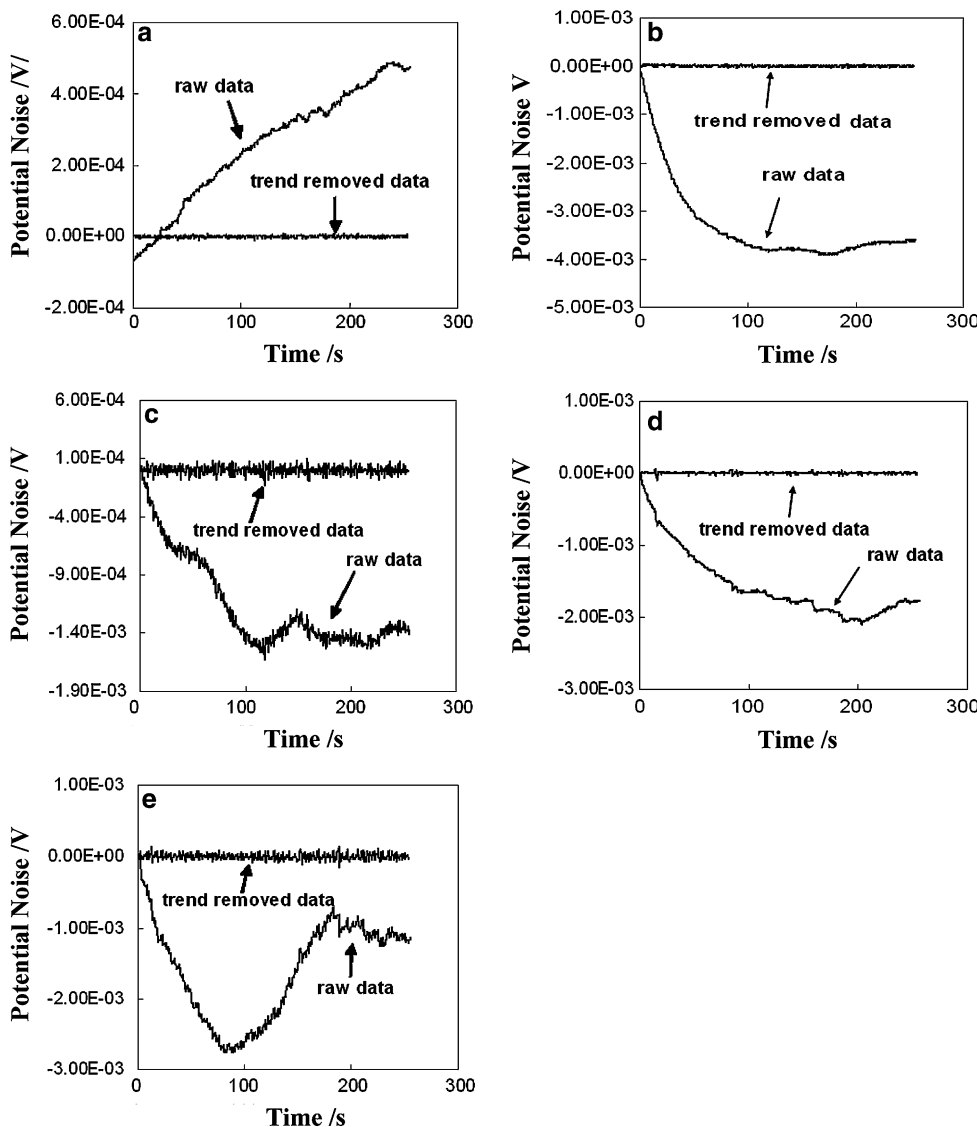 a
6.00E-04
4.00E-04
2.00E-04
0.00E+00
-2.00E-04
Potential Noise /V/
raw data
trend removed data
0 100 200 300
Time /s
b
1.00E-03
0.00E+00
-1.00E-03
-2.00E-03
-3.00E-03
-4.00E-03
-5.00E-03
Potential Noise V
trend removed data
raw data
0 100 200 300
Time /s
c
6.00E-04
1.00E-04
-4.00E-04
-9.00E-04
-1.40E-03
-1.90E-03
Potential Noise /V
trend removed data
raw data
0 100 200 300
Time /s
d
1.00E-03
0.00E+00
-1.00E-03
-2.00E-03
-3.00E-03
Potential Noise /V
trend removed data
raw data
0 100 200 300
Time /s
e
1.00E-03
0.00E+00
-1.00E-03
-2.00E-03
-3.00E-03
Potential Noise /V
trend removed data
raw data
0 100 200 300
Time /s